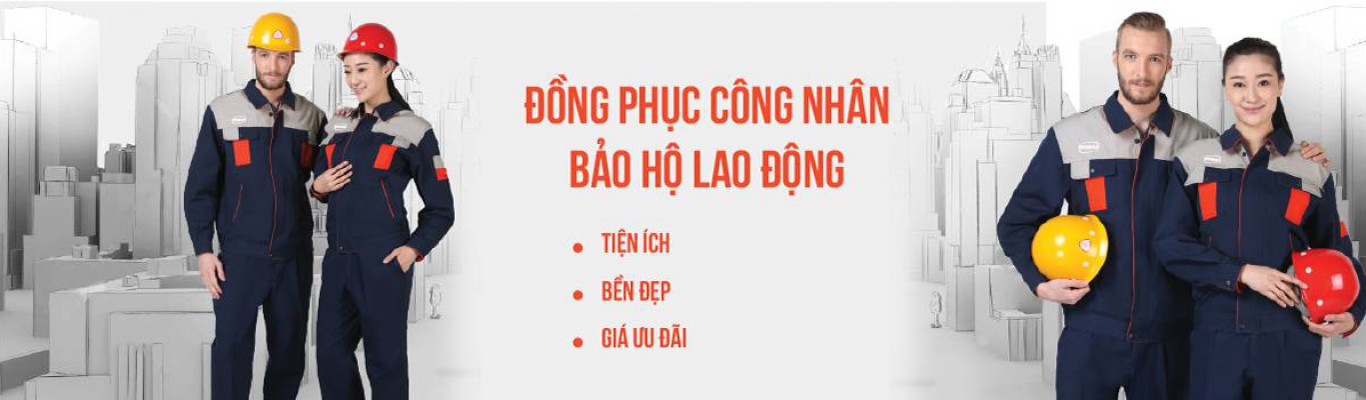 ĐỒNG PHỤC CÔNG NHÂN
BẢO HỘ LAO ĐỘNG
• TIỆN ÍCH
• BỀN ĐẸP
• GIÁ ƯU ĐÃI